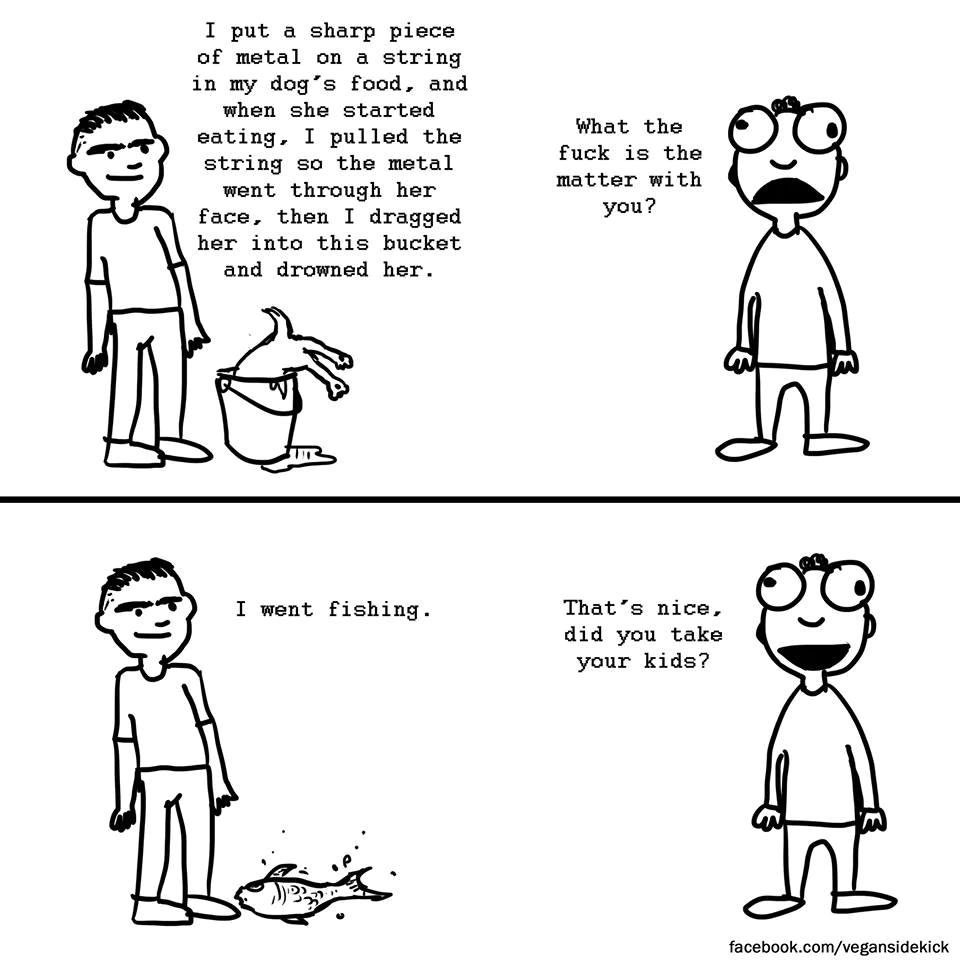 I put a sharp piece
of metal on a string
in my dog's food, and
when she started
eating, I pulled the
string so the metal
went through her
face, then I dragged
her into this bucket
and drowned her.
What the
fuck is the
matter with
you?
I went fishing.
That's nice,
did you take
your kids?
facebook.com/vegansidekick